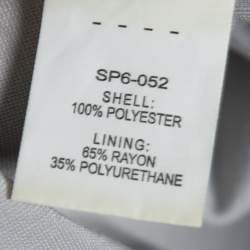 - - - -
SP6-052
SHELL:
100% POLYESTER
LINING:
65% RAYON
35% POLYURETHANE